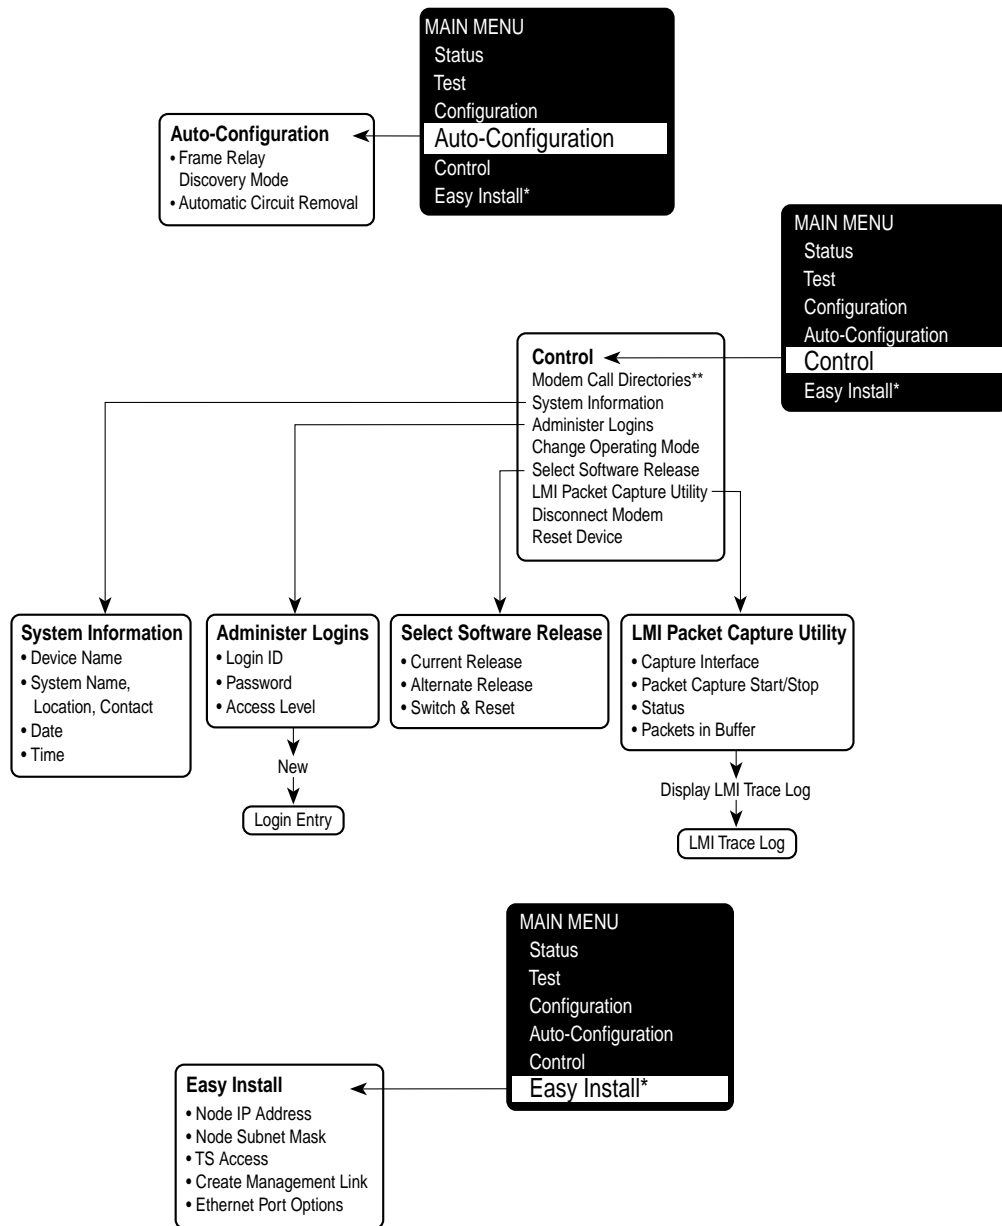 MAIN MENU
Status
Test
Configuration
Auto-Configuration
Control
Easy Install*
Auto-Configuration
• Frame Relay
Discovery Mode
• Automatic Circuit Removal
MAIN MENU
Status
Test
Configuration
Auto-Configuration
Control
Easy Install*
Control
Modem Call Directories**
System Information
Administer Logins
Change Operating Mode
Select Software Release
LMI Packet Capture Utility
Disconnect Modem
Reset Device
System Information
• Device Name
• System Name,
Location, Contact
• Date
• Time
Administer Logins
• Login ID
• Password
• Access Level
New
Login Entry
Select Software Release
• Current Release
• Alternate Release
• Switch & Reset
LMI Packet Capture Utility
• Capture Interface
• Packet Capture Start/Stop
• Status
• Packets in Buffer
Display LMI Trace Log
LMI Trace Log
MAIN MENU
Status
Test
Configuration
Auto-Configuration
Control
Easy Install*
Easy Install
• Node IP Address
• Node Subnet Mask
• TS Access
• Create Management Link
• Ethernet Port Options